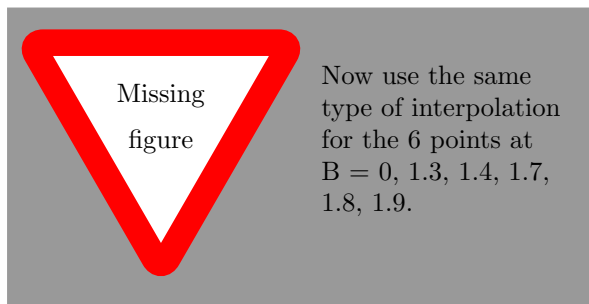 Missing
figure
Now use the same
type of interpolation
for the 6 points at
B = 0, 1.3, 1.4, 1.7,
1.8, 1.9.